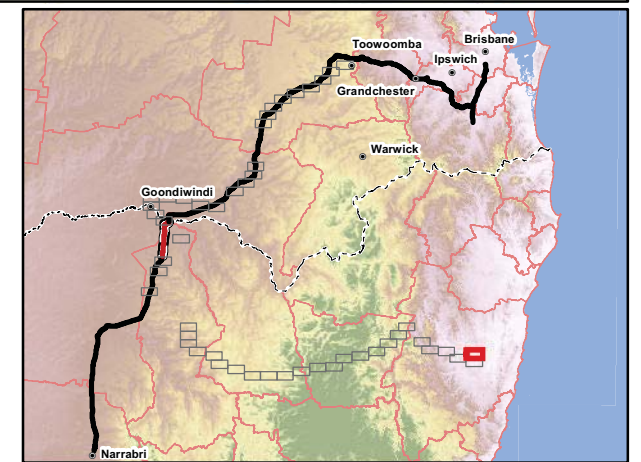 Brisbane
Toowoomba
Ipswich
Grandchester
Warwick
Goondiwindi
Narrabri